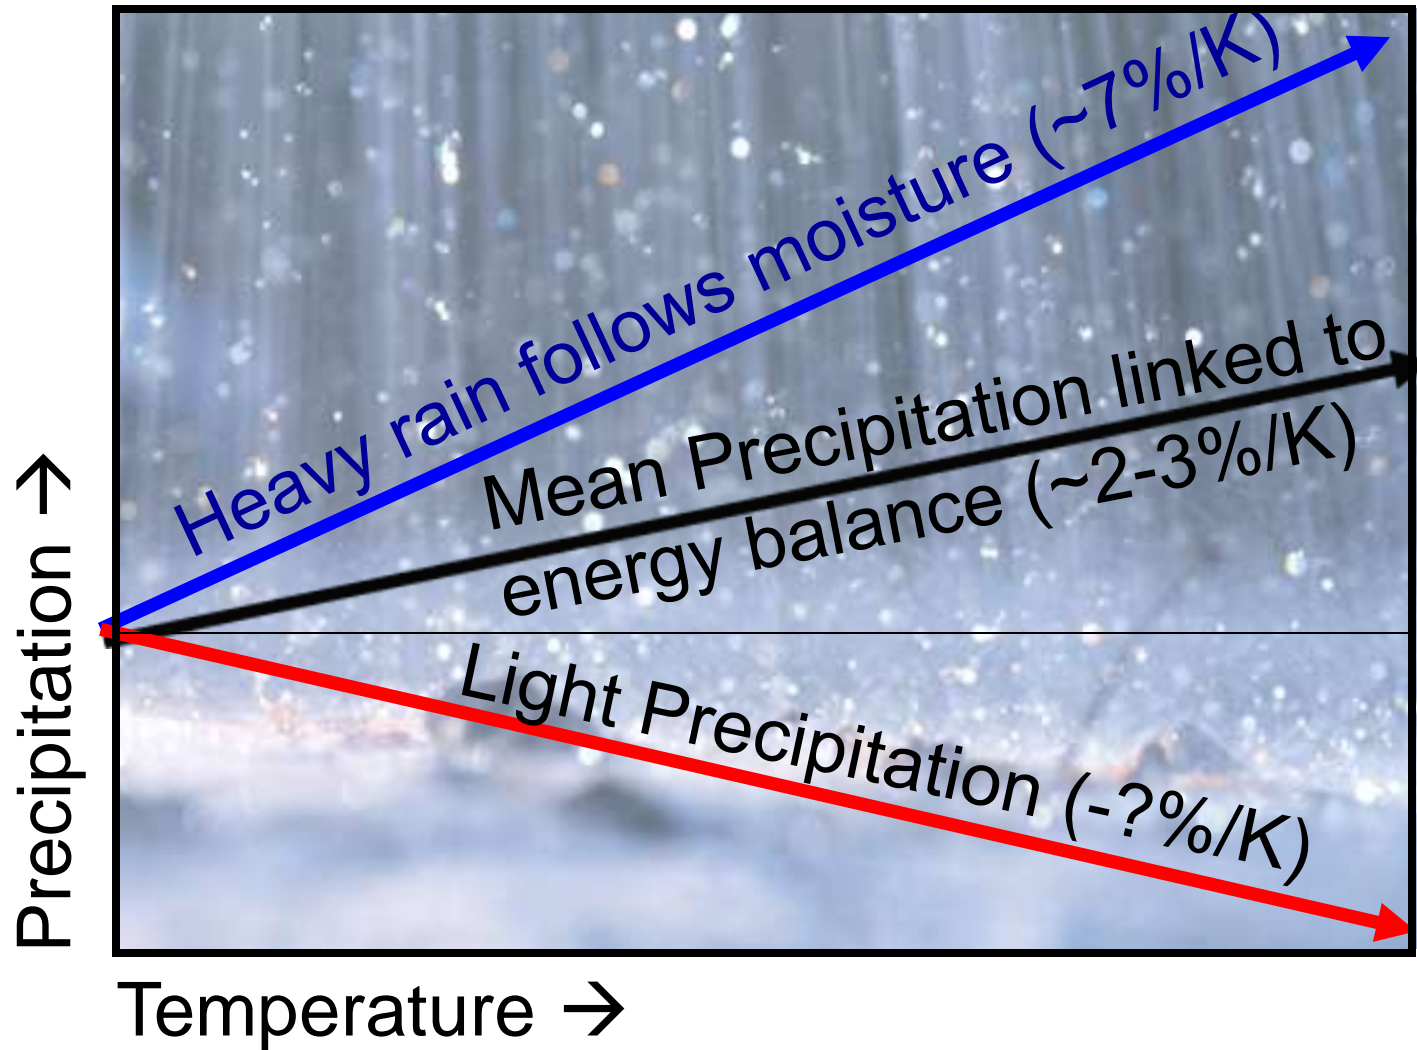 Heavy rain follows moisture (~7%/K)
Mean Precipitation linked to
energy balance (~2-3%/K)
Light Precipitation (-?%/K)
Precipitation →
Temperature →